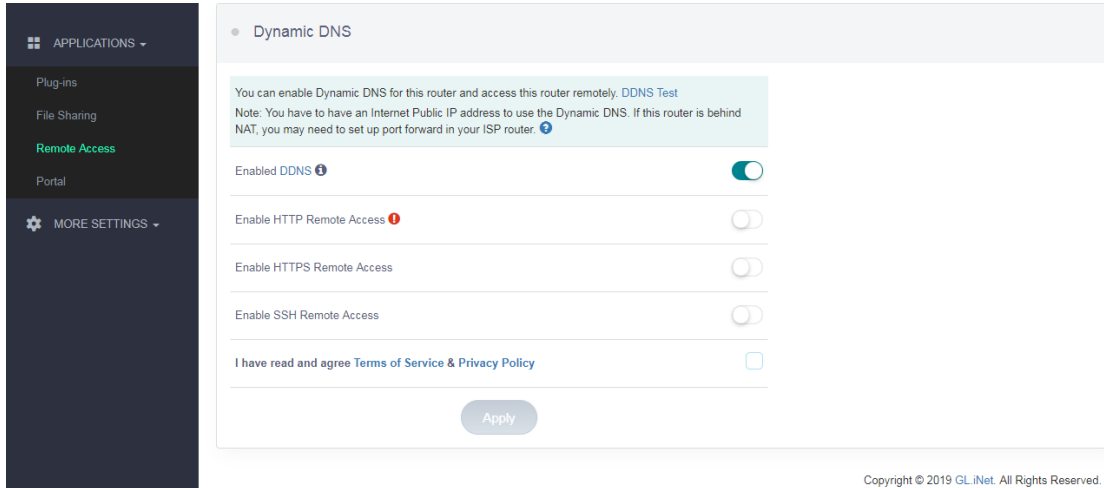 APPLICATIONS
Plug-ins
File Sharing
Remote Access
Portal
MORE SETTINGS
Dynamic DNS
You can enable Dynamic DNS for this router and access this router remotely. DDNS Test
Note: You have to have an Internet Public IP address to use the Dynamic DNS. If this router is behind
NAT, you may need to set up port forward in your ISP router.
Enabled DDNS
Enable HTTP Remote Access
Enable HTTPS Remote Access
Enable SSH Remote Access
I have read and agree Terms of Service & Privacy Policy
Apply
Copyright © 2019 GL.iNet. All Rights Reserved.